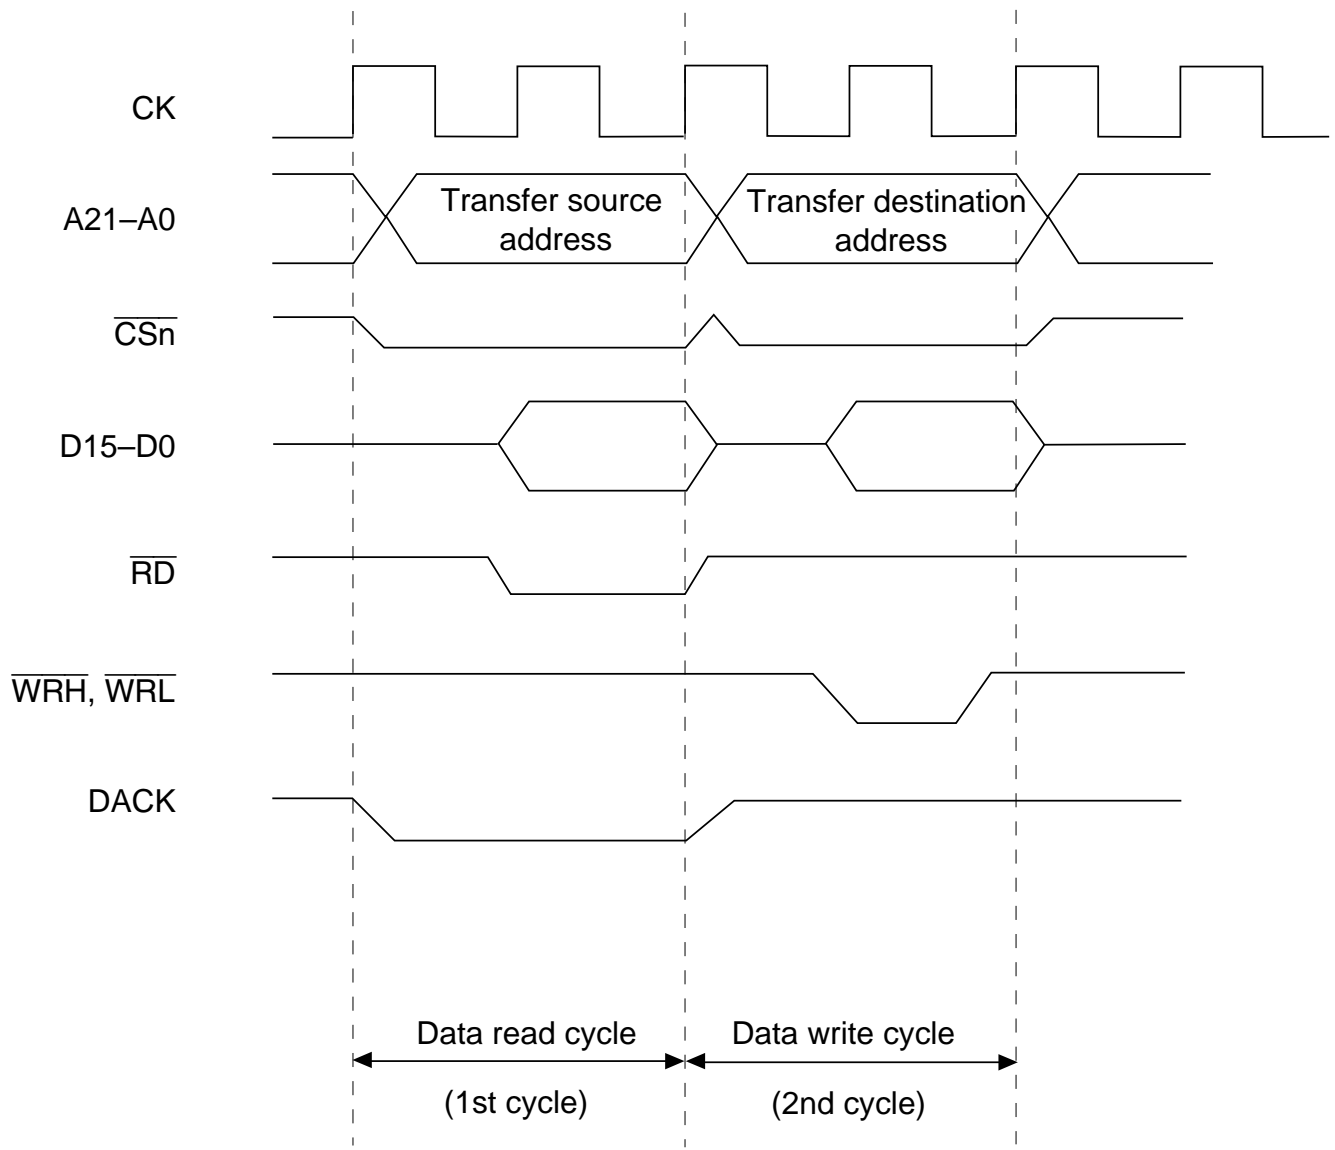 CK
A21–A0
Transfer source
address
Transfer destination
address
CSn
D15–D0
RD
WRH, WRL
DACK
Data read cycle
Data write cycle
(1st cycle)
(2nd cycle)